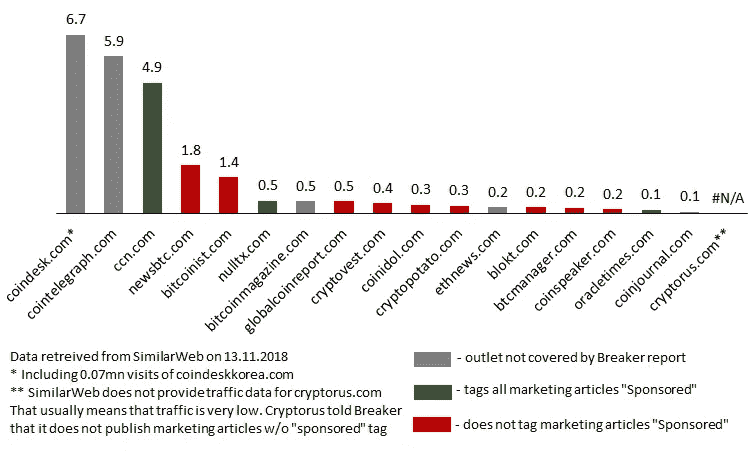 6.7
5.9
4.9
1.8
1.4
0.5
0.5
0.5
0.4
0.3
0.3
0.2
0.2
0.2
0.2
0.1
0.1
#N/A
coindesk.com*
cointelegraph.com
ccn.com
newsbtc.com
bitcoinist.com
nulltx.com
bitcoinmagazine.com
globalcoinreport.com
cryptovest.com
coinidol.com
cryptopotato.com
ethnews.com
blokt.com
btcmanager.com
coinspeaker.com
oracletimes.com
coinjournal.com
cryptorus.com**
Data retreived from SimilarWeb on 13.11.2018
* Including 0.07mn visits of coindeskkorea.com
** SimilarWeb does not provide traffic data for cryptorus.com
That usually means that traffic is very low. Cryptorus told Breaker
that it does not publish marketing articles w/o "sponsored" tag
- outlet not covered by Breaker report
- tags all marketing articles "Sponsored"
- does not tag marketing articles "Sponsored"